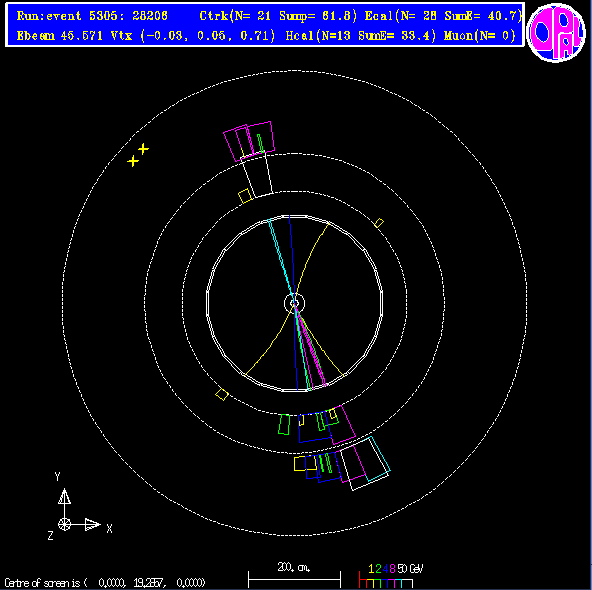 Run:event 5305: 28206 Ctrk(N= 21 Sump= 61.8) Ecal(N= 28 SumE= 40.7)
Ebeam 45.571 Vtx (-0.03, 0.05, 0.71) Hcal(N=13 SumE= 33.4) Muon(N= 0)
OPAL
Y
X
Z
200. cm.
1 2 4 8 50 GeV
Centre of screen is ( 0.0000, 19.2857, 0.0000)